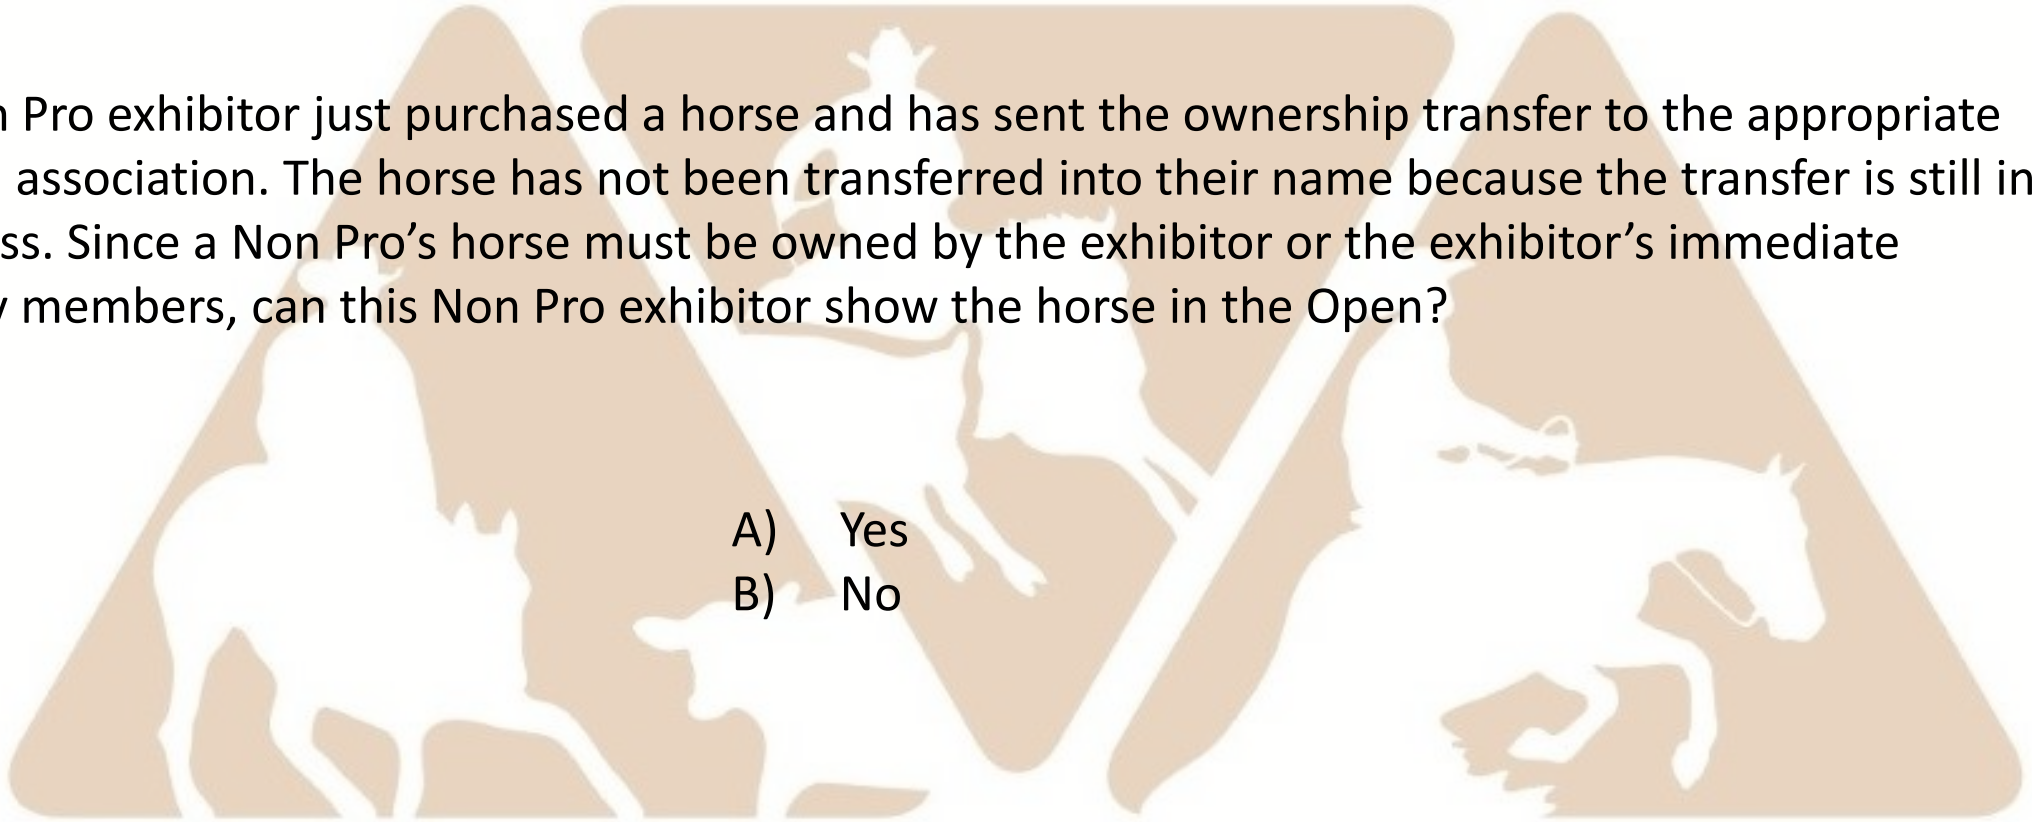 Pro exhibitor just purchased a horse and has sent the ownership transfer to the appropriate
association. The horse has not been transferred into their name because the transfer is still in
ss. Since a Non Pro’s horse must be owned by the exhibitor or the exhibitor’s immediate
members, can this Non Pro exhibitor show the horse in the Open?
A) Yes
B) No